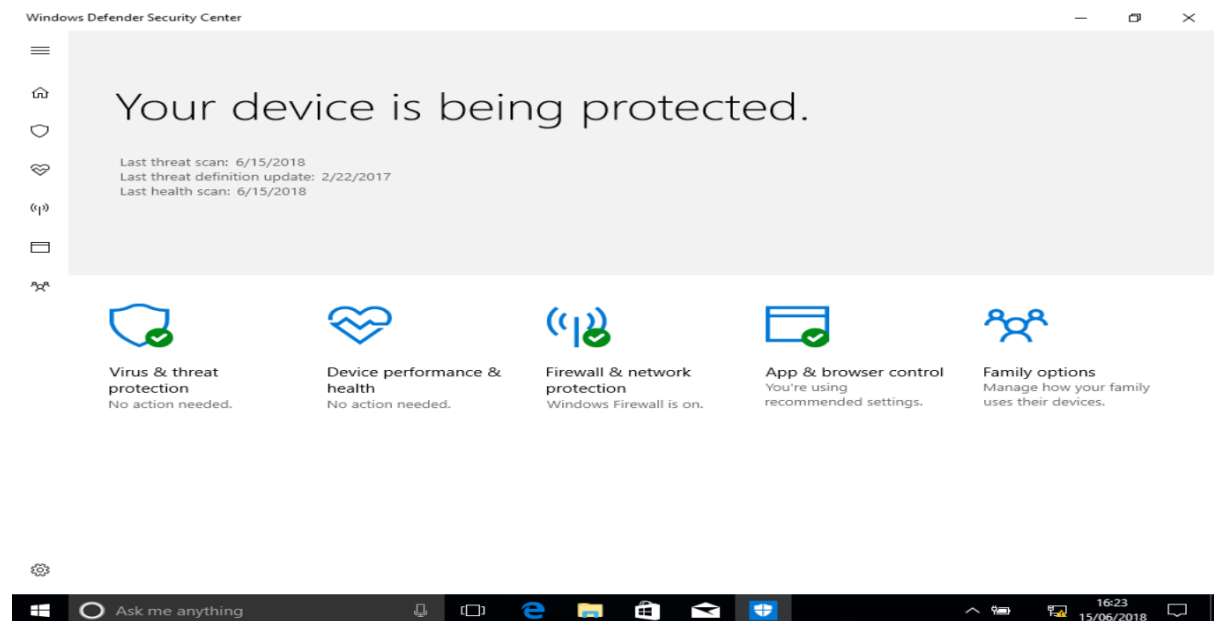 Windows Defender Security Center
Your device is being protected.
Last threat scan: 6/15/2018
Last threat definition update: 2/22/2017
Last health scan: 6/15/2018
Virus & threat
protection
No action needed.
Device performance &
health
No action needed.
Firewall & network
protection
Windows Firewall is on.
App & browser control
You're using
recommended settings.
Family options
Manage how your family
uses their devices.
Ask me anything
16:23
15/06/2018